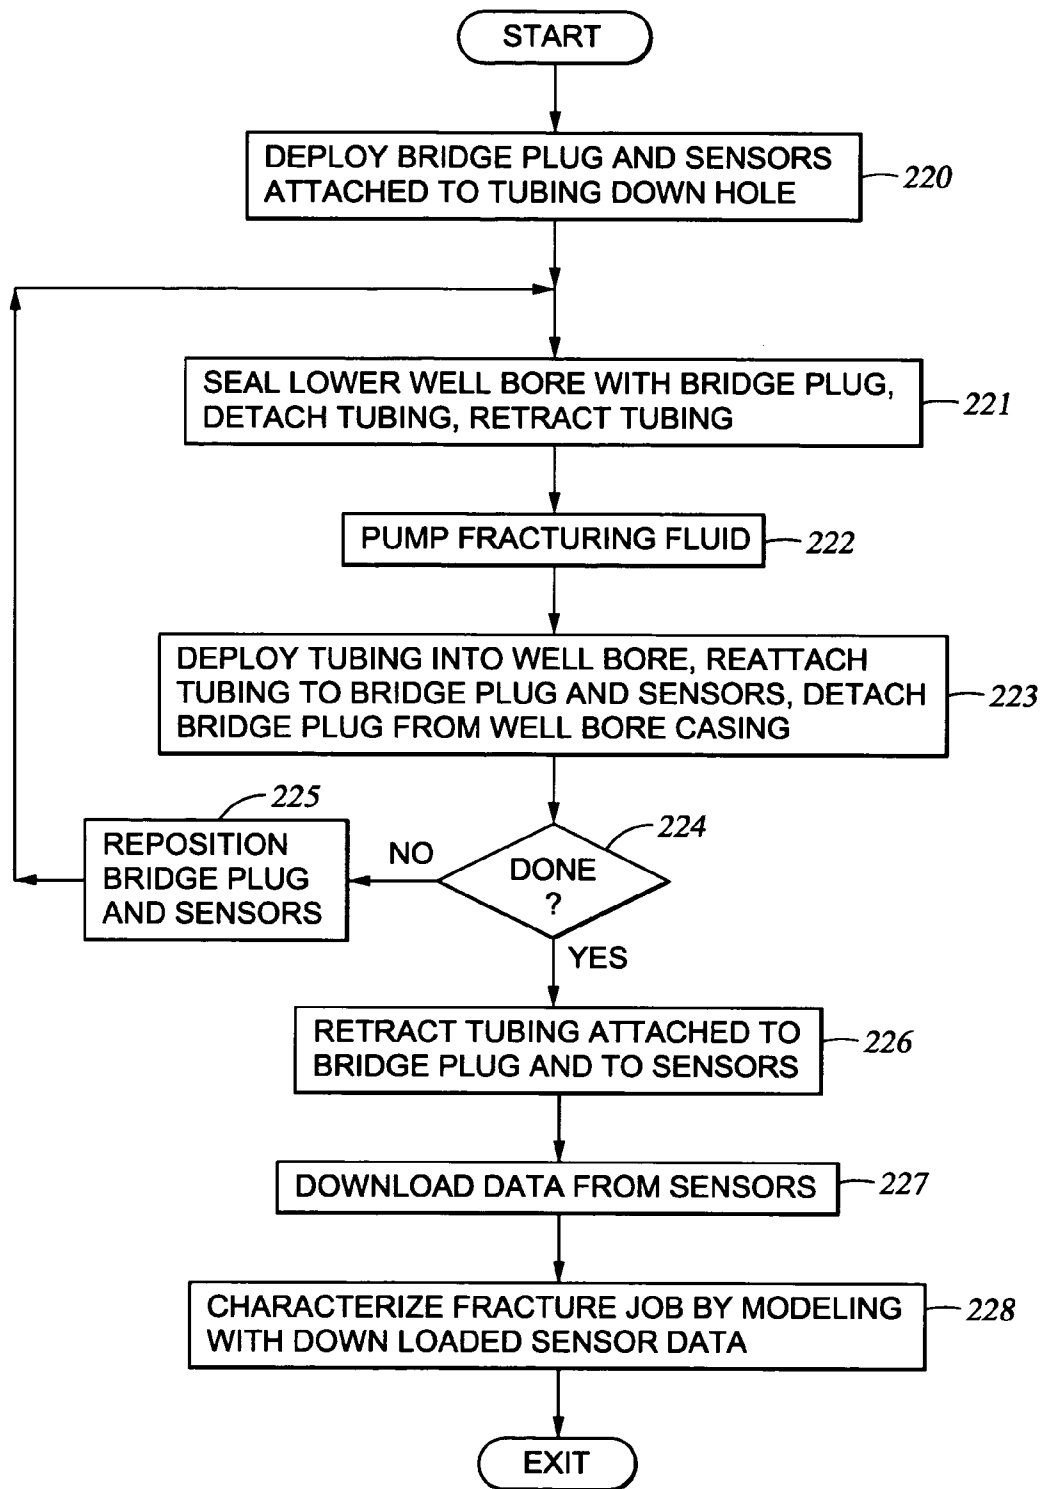 START
DEPLOY BRIDGE PLUG AND SENSORS
ATTACHED TO TUBING DOWN HOLE
220
SEAL LOWER WELL BORE WITH BRIDGE PLUG,
DETACH TUBING, RETRACT TUBING
221
PUMP FRACTURING FLUID
222
DEPLOY TUBING INTO WELL BORE, REATTACH
TUBING TO BRIDGE PLUG AND SENSORS, DETACH
BRIDGE PLUG FROM WELL BORE CASING
223
224
DONE
?
NO
225
REPOSITION
BRIDGE PLUG
AND SENSORS
YES
RETRACT TUBING ATTACHED TO
BRIDGE PLUG AND TO SENSORS
226
DOWNLOAD DATA FROM SENSORS
227
CHARACTERIZE FRACTURE JOB BY MODELING
WITH DOWN LOADED SENSOR DATA
228
EXIT